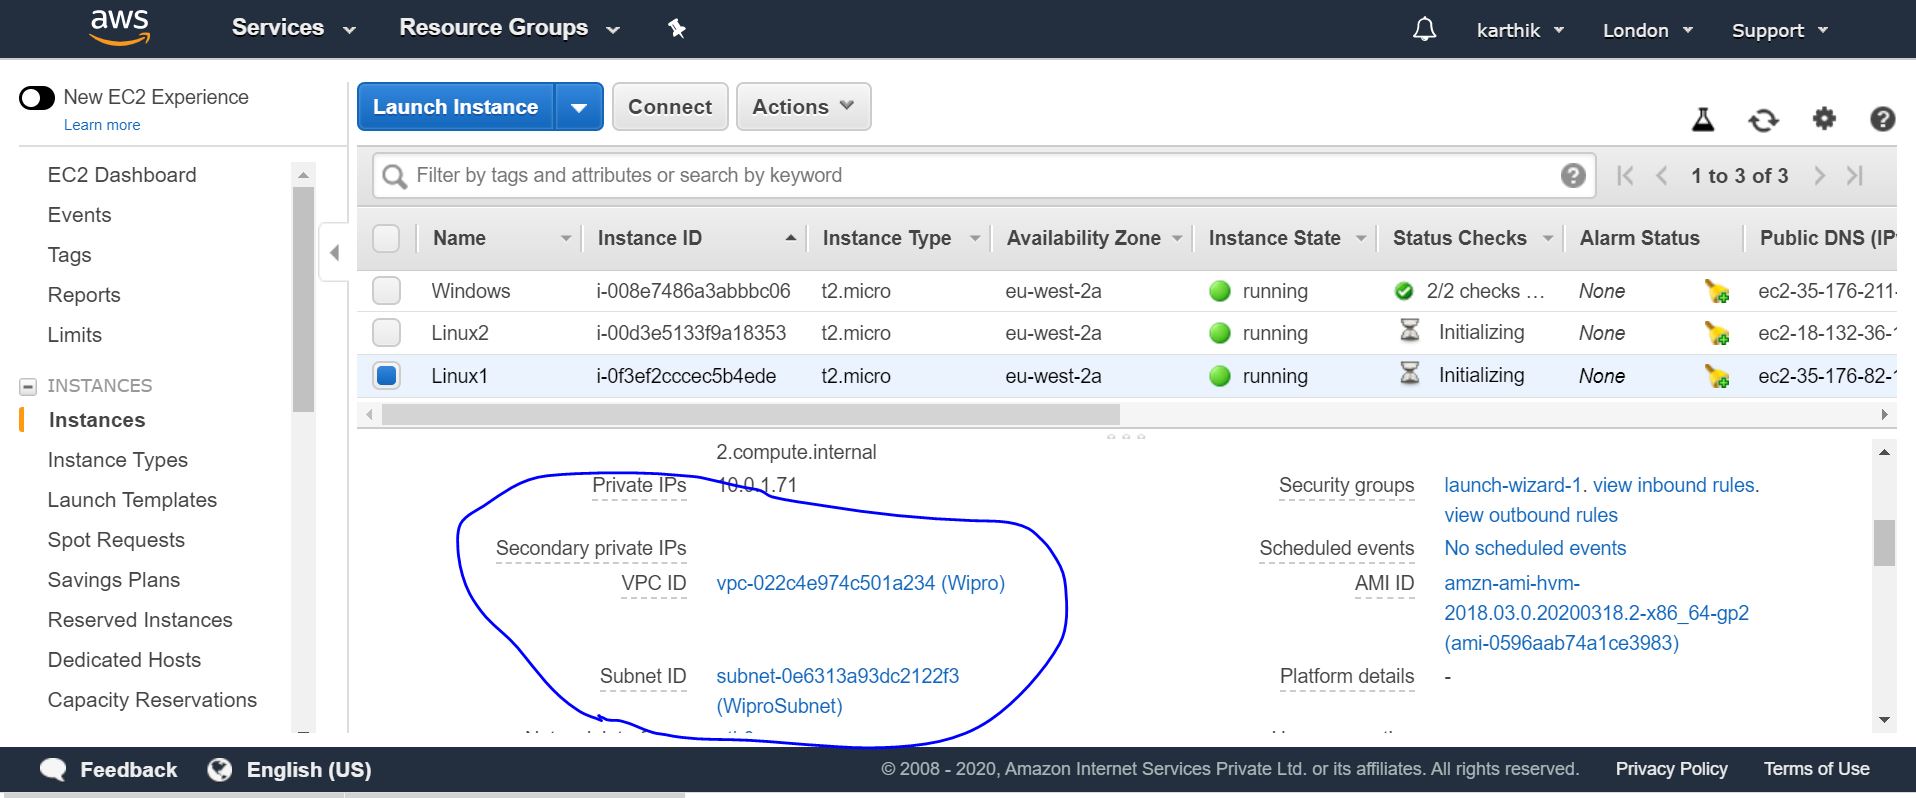 aws
Services
Resource Groups
karthik
London
Support
New EC2 Experience
Learn more
EC2 Dashboard
Events
Tags
Reports
Limits
INSTANCES
Instances
Instance Types
Launch Templates
Spot Requests
Savings Plans
Reserved Instances
Dedicated Hosts
Capacity Reservations
Launch Instance
Connect
Actions
Filter by tags and attributes or search by keyword
1 to 3 of 3
Name Instance ID Instance Type Availability Zone Instance State Status Checks Alarm Status Public DNS (IP
Windows i-008e7486a3abbbc06 t2.micro eu-west-2a running 2/2 checks ... None ec2-35-176-211-
Linux2 i-00d3e5133f9a18353 t2.micro eu-west-2a running Initializing None ec2-18-132-36-1
Linux1 i-0f3ef2cccec5b4ede t2.micro eu-west-2a running Initializing None ec2-35-176-82-1
2.compute.internal
Private IPs 10.0.1.71
Secondary private IPs
VPC ID vpc-022c4e974c501a234 (Wipro)
Subnet ID subnet-0e6313a93dc2122f3
(WiproSubnet)
Security groups launch-wizard-1. view inbound rules.
view outbound rules
Scheduled events No scheduled events
AMI ID amzn-ami-hvm-
2018.03.0.20200318.2-x86_64-gp2
(ami-0596aab74a1ce3983)
Platform details -
Feedback
English (US)
© 2008 - 2020, Amazon Internet Services Private Ltd. or its affiliates. All rights reserved.
Privacy Policy
Terms of Use